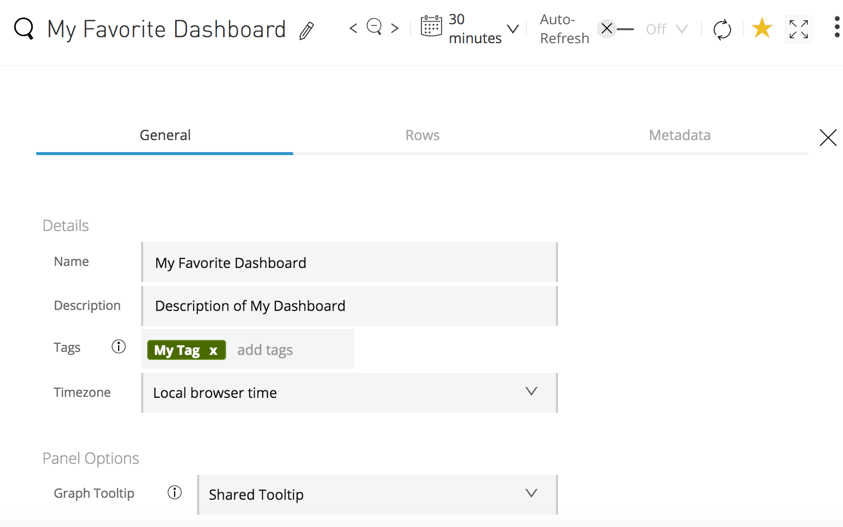 My Favorite Dashboard
30 minutes
Auto-Refresh
Off
General Rows Metadata
Details
Name My Favorite Dashboard
Description Description of My Dashboard
Tags My Tag x add tags
Timezone Local browser time
Panel Options
Graph Tooltip Shared Tooltip